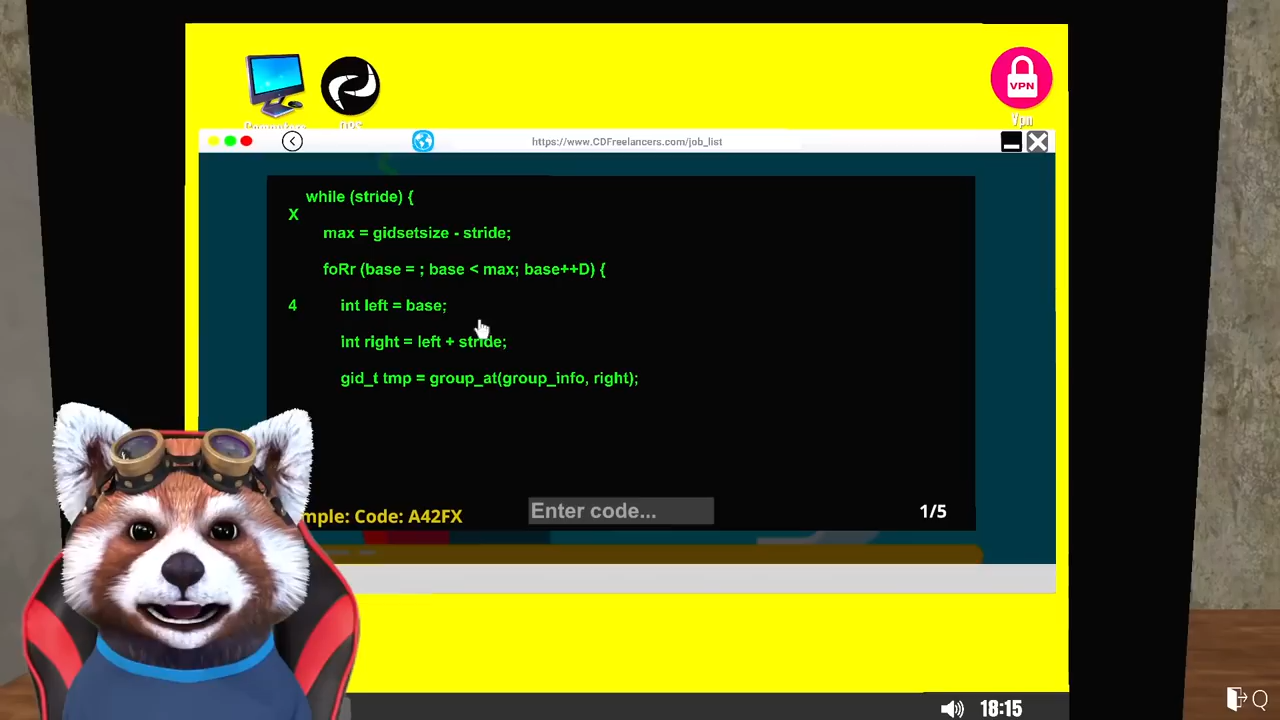 VPN
Vpn
https://www.CDFreelancers.com/job_list
while (stride) {
X
max = gidsetsize - stride;
foRr (base = ; base < max; base++D) {
4 int left = base;
int right = left + stride;
gid_t tmp = group_at(group_info, right);
mple: Code: A42FX
Enter code...
1/5
18:15
Q